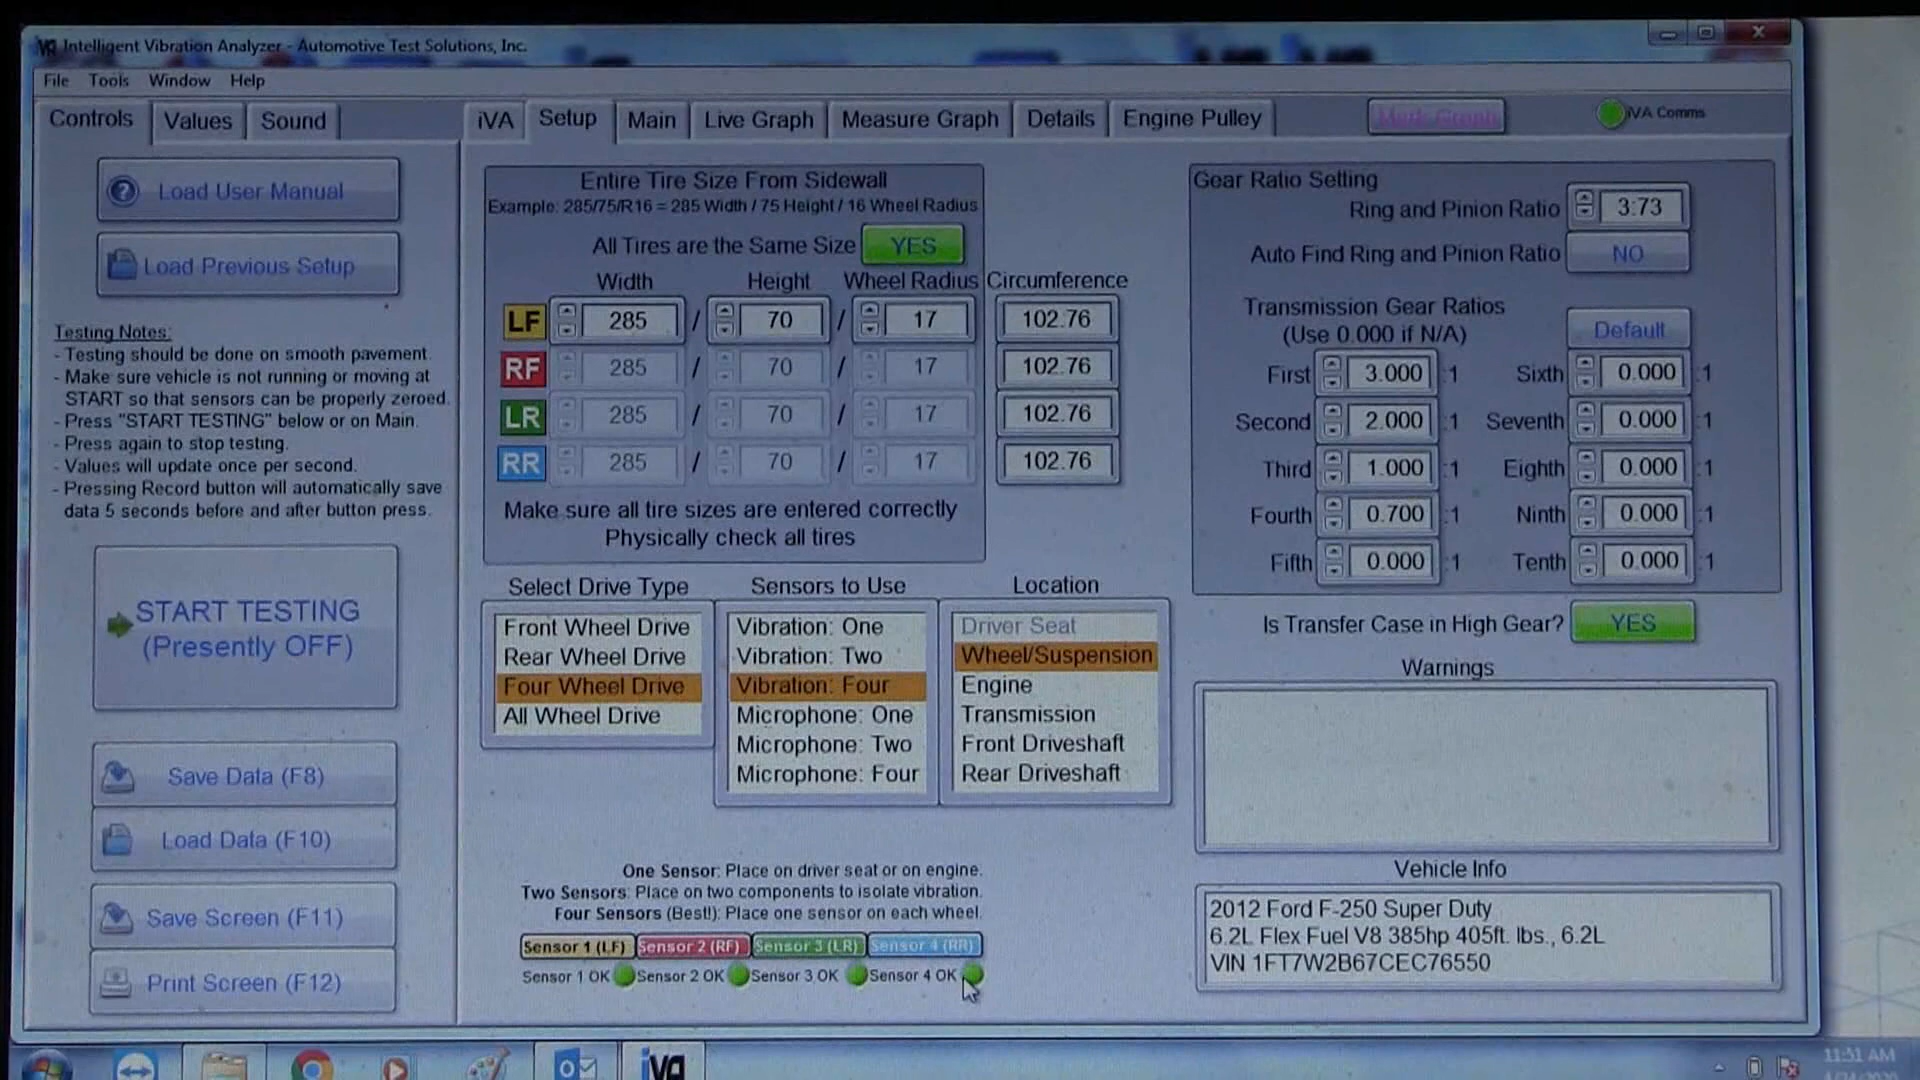 Intelligent Vibration Analyzer - Automotive Test Solutions, Inc.
File Tools Window Help
Controls Values Sound
iVA Setup Main Live Graph Measure Graph Details Engine Pulley
Mark Graph
iVA Comms
Load User Manual
Load Previous Setup
Testing Notes:
- Testing should be done on smooth pavement.
- Make sure vehicle is not running or moving at
START so that sensors can be properly zeroed.
- Press "START TESTING" below or on Main.
- Press again to stop testing.
- Values will update once per second.
- Pressing Record button will automatically save
data 5 seconds before and after button press.
START TESTING
(Presently OFF)
Save Data (F8)
Load Data (F10)
Save Screen (F11)
Print Screen (F12)
Entire Tire Size From Sidewall
Example: 285/75/R16 = 285 Width / 75 Height / 16 Wheel Radius
All Tires are the Same Size YES
Width Height Wheel Radius Circumference
LF 285 / 70 / 17 102.76
RF 285 / 70 / 17 102.76
LR 285 / 70 / 17 102.76
RR 285 / 70 / 17 102.76
Make sure all tire sizes are entered correctly
Physically check all tires
Select Drive Type
Front Wheel Drive
Rear Wheel Drive
Four Wheel Drive
All Wheel Drive
Sensors to Use
Vibration: One
Vibration: Two
Vibration: Four
Microphone: One
Microphone: Two
Microphone: Four
Location
Driver Seat
Wheel/Suspension
Engine
Transmission
Front Driveshaft
Rear Driveshaft
One Sensor: Place on driver seat or on engine.
Two Sensors: Place on two components to isolate vibration.
Four Sensors (Best!): Place one sensor on each wheel.
Sensor 1 (LF) Sensor 2 (RF) Sensor 3 (LR) Sensor 4 (RR)
Sensor 1 OK Sensor 2 OK Sensor 3 OK Sensor 4 OK
Gear Ratio Setting
Ring and Pinion Ratio 3.73
Auto Find Ring and Pinion Ratio NO
Transmission Gear Ratios
(Use 0.000 if N/A)
Default
First 3.000 :1 Sixth 0.000 :1
Second 2.000 :1 Seventh 0.000 :1
Third 1.000 :1 Eighth 0.000 :1
Fourth 0.700 :1 Ninth 0.000 :1
Fifth 0.000 :1 Tenth 0.000 :1
Is Transfer Case in High Gear? YES
Warnings
Vehicle Info
2012 Ford F-250 Super Duty
6.2L Flex Fuel V8 385hp 405ft. lbs., 6.2L
VIN 1FT7W2B67CEC76550
iVA
11:31 AM